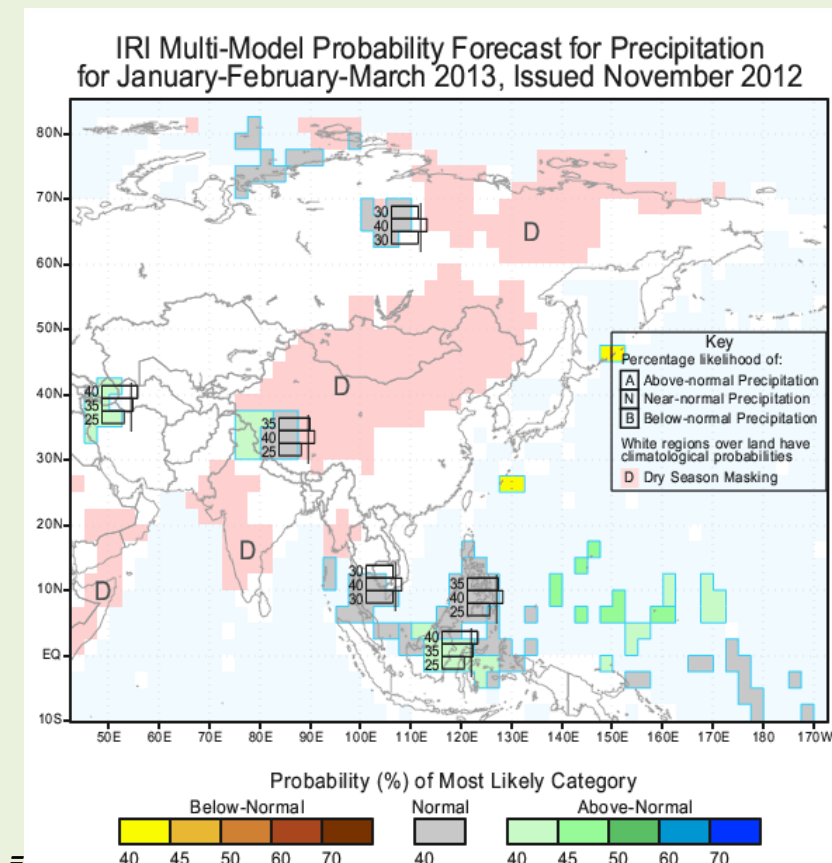 IRI Multi-Model Probability Forecast for Precipitation
for January-February-March 2013, Issued November 2012
80N
70N
60N
50N
40N
30N
20N
10N
EQ
10S
30
40
30
D
D
40
35
25
35
40
25
D
D
30
40
30
35
40
25
40
35
25
Key
Percentage likelihood of:
A Above-normal Precipitation
N Near-normal Precipitation
B Below-normal Precipitation
White regions over land have
climatological probabilities
D Dry Season Masking
50E 60E 70E 80E 90E 100E 110E 120E 130E 140E 150E 160E 170E 180 170W
Probability (%) of Most Likely Category
Below-Normal Normal Above-Normal
40 45 50 60 70 40 40 45 50 60 70